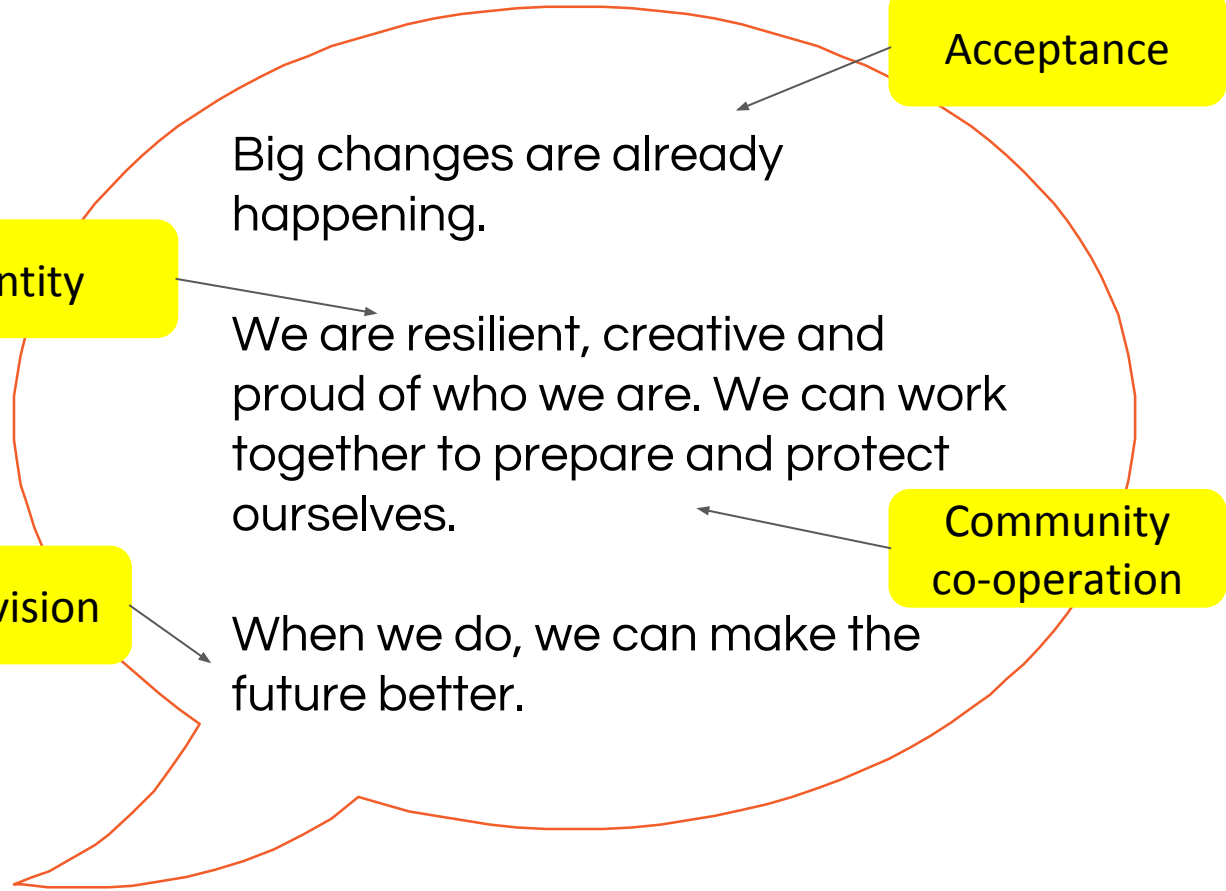 Acceptance
Big changes are already
happening.
ntity
We are resilient, creative and
proud of who we are. We can work
together to prepare and protect
ourselves.
Community
co-operation
vision
When we do, we can make the
future better.